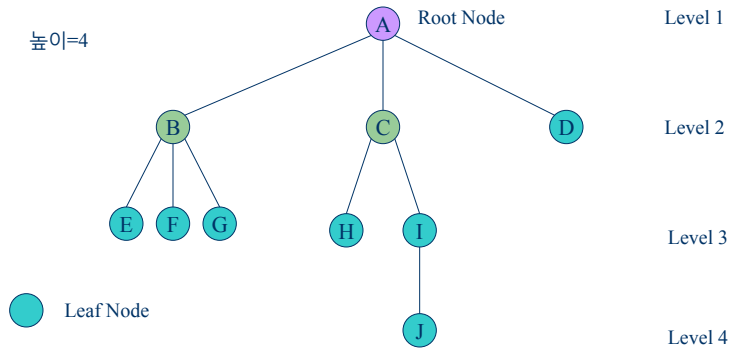 A
Root Node
Level 1
높이=4
B
C
D
Level 2
E
F
G
H
I
Level 3
Leaf Node
J
Level 4